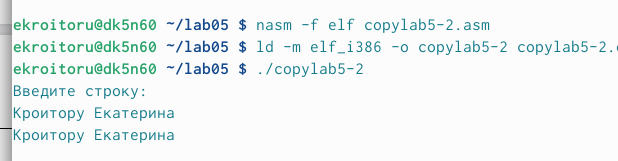 ekroitoru@dk5n60 ~/lab05 $ nasm -f elf copylab5-2.asm
ekroitoru@dk5n60 ~/lab05 $ ld -m elf_i386 -o copylab5-2 copylab5-2.
ekroitoru@dk5n60 ~/lab05 $ ./copylab5-2
Введите строку:
Кроитору Екатерина
Кроитору Екатерина